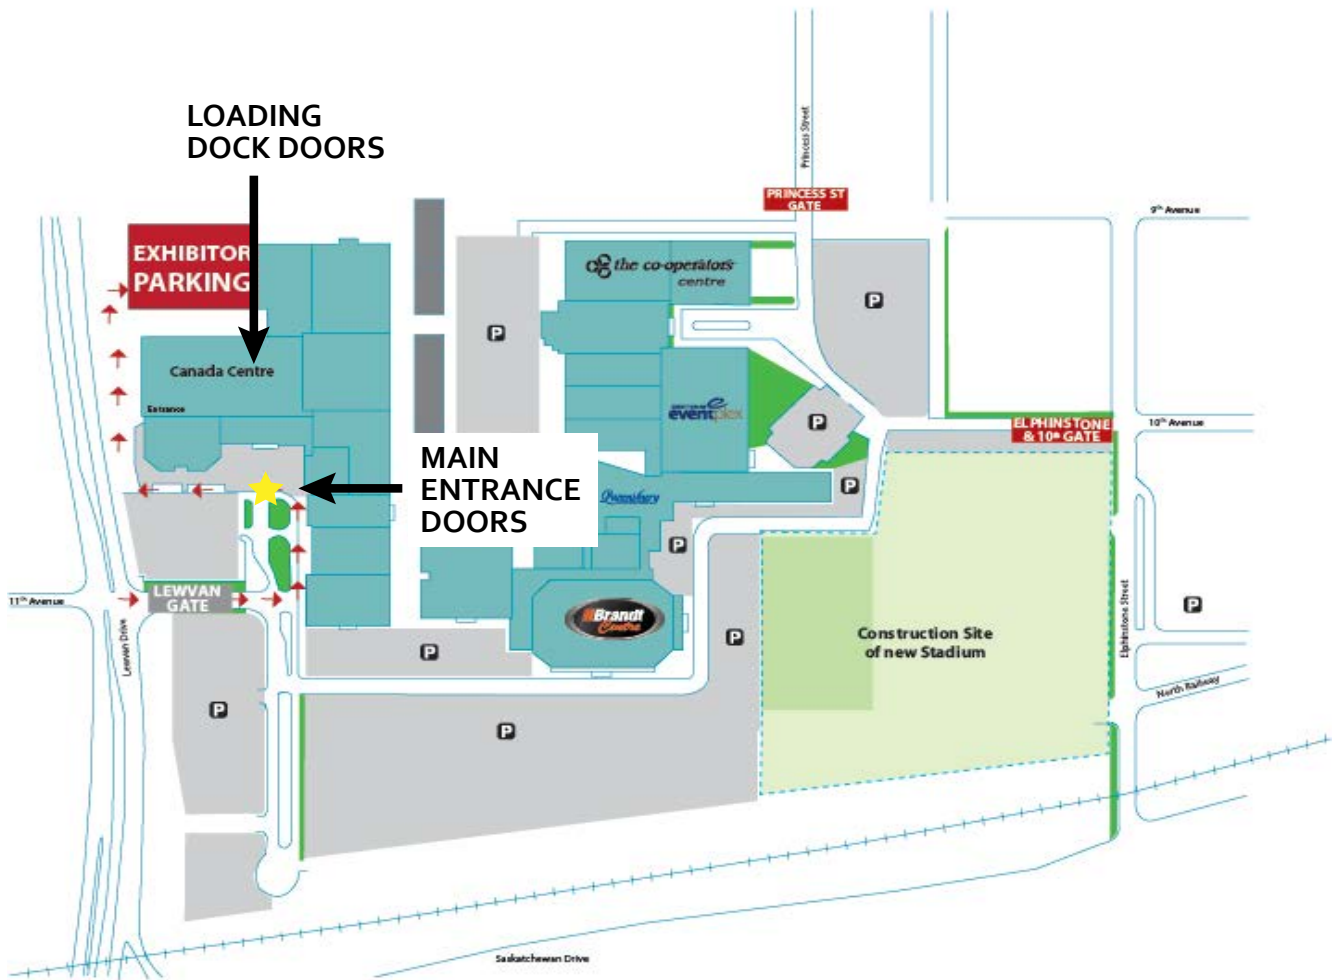 LOADING
DOCK DOORS
Princess Street
PRINCESS ST
GATE
9th Avenue
EXHIBITOR
PARKING
the co-operators
centre
P
P
Canada Centre
Entrance
eventplex
P
ELPHINSTONE
& 10th GATE
10th Avenue
MAIN
ENTRANCE
DOORS
Queensbury
P
P
LEWVAN
GATE
11th Avenue
Lewvan Drive
Brandt
Centre
P
P
Construction Site
of new Stadium
Elphinstone Street
P
North Railway
P
P
Saskatchewan Drive